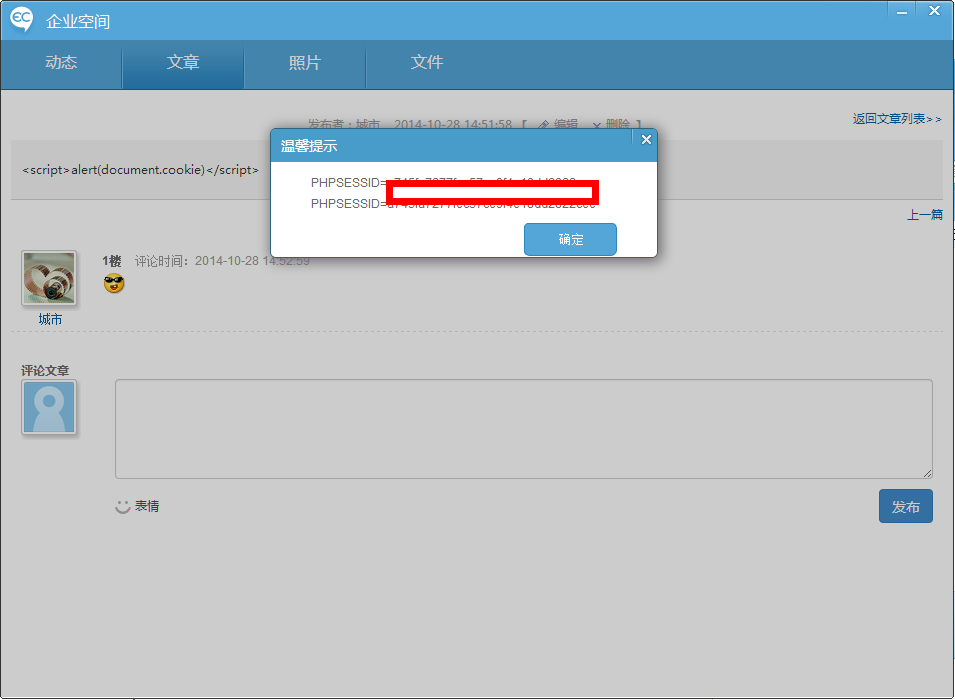 EC 企业空间
动态 文章 照片 文件
发布者：城市 2014-10-28 14:51:58 [ 编辑 × 删除 ]
返回文章列表>>
温馨提示
<script>alert(document.cookie)</script>
PHPSESSID=
PHPSESSID=
上一篇
确定
1楼 评论时间：2014-10-28 14:52:59
城市
评论文章
表情
发布